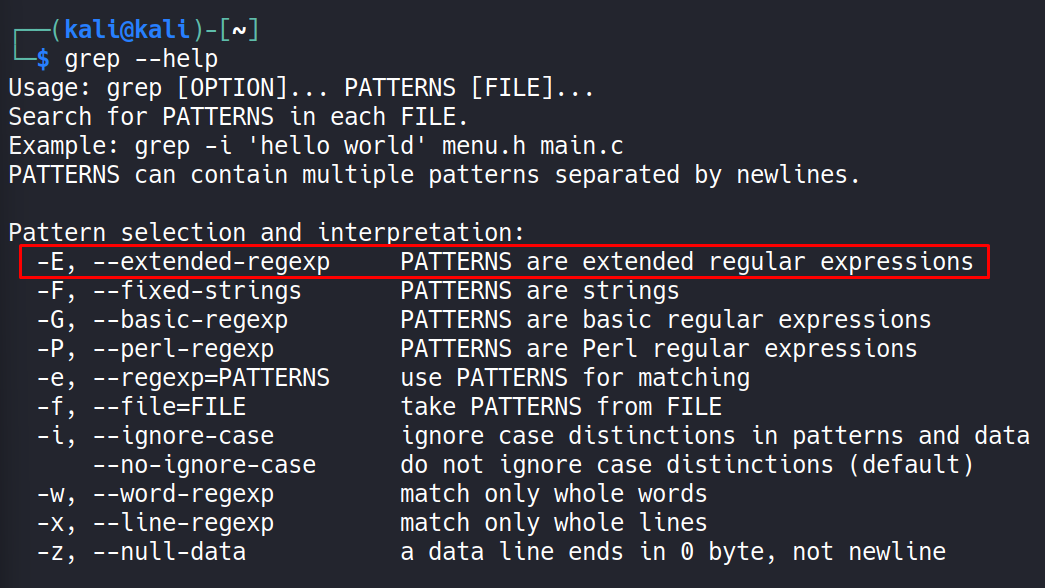 ┌──(kali@kali)-[~]
└─$ grep --help
Usage: grep [OPTION]... PATTERNS [FILE]...
Search for PATTERNS in each FILE.
Example: grep -i 'hello world' menu.h main.c
PATTERNS can contain multiple patterns separated by newlines.

Pattern selection and interpretation:
  -E, --extended-regexp     PATTERNS are extended regular expressions
  -F, --fixed-strings       PATTERNS are strings
  -G, --basic-regexp        PATTERNS are basic regular expressions
  -P, --perl-regexp         PATTERNS are Perl regular expressions
  -e, --regexp=PATTERNS     use PATTERNS for matching
  -f, --file=FILE           take PATTERNS from FILE
  -i, --ignore-case         ignore case distinctions in patterns and data
      --no-ignore-case      do not ignore case distinctions (default)
  -w, --word-regexp         match only whole words
  -x, --line-regexp         match only whole lines
  -z, --null-data           a data line ends in 0 byte, not newline